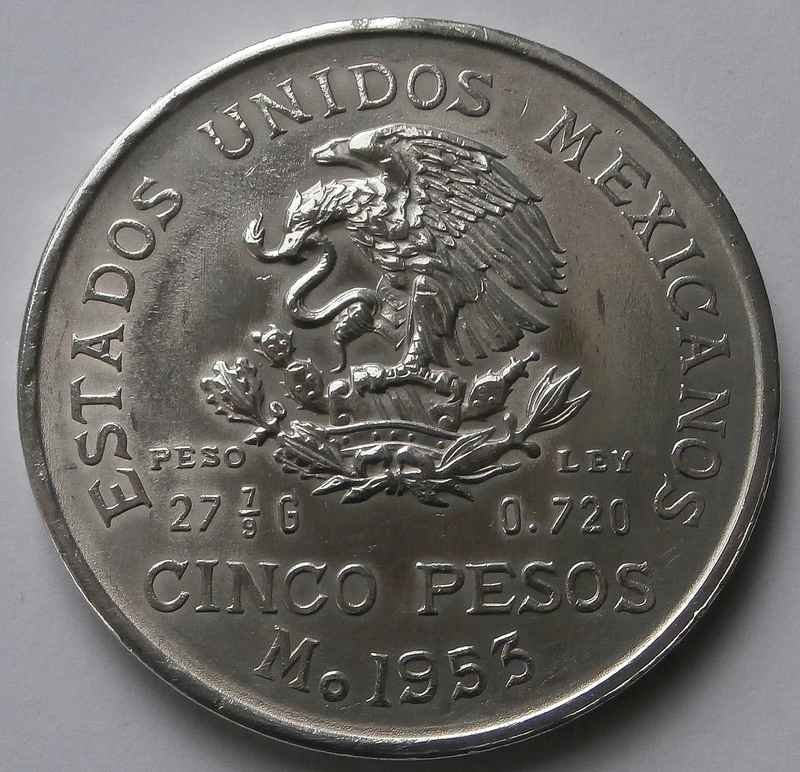 ESTADOS UNIDOS MEXICANOS
PESO LEY
27 7/9 G 0.720
CINCO PESOS
Mo 1953